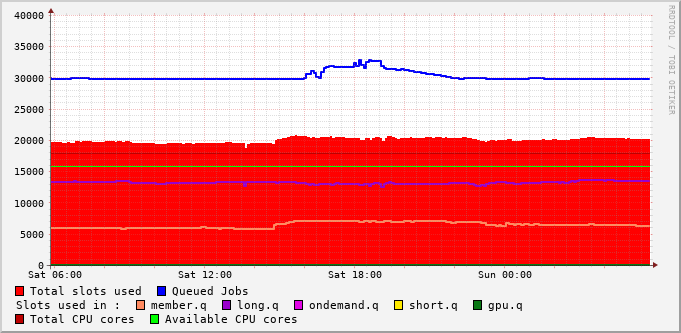 RRDTOOL / TOBI OETIKER
40000
35000
30000
25000
20000
15000
10000
5000
0
Sat 06:00 Sat 12:00 Sat 18:00 Sun 00:00
Total slots used Queued Jobs
Slots used in : member.q long.q ondemand.q short.q gpu.q
Total CPU cores Available CPU cores